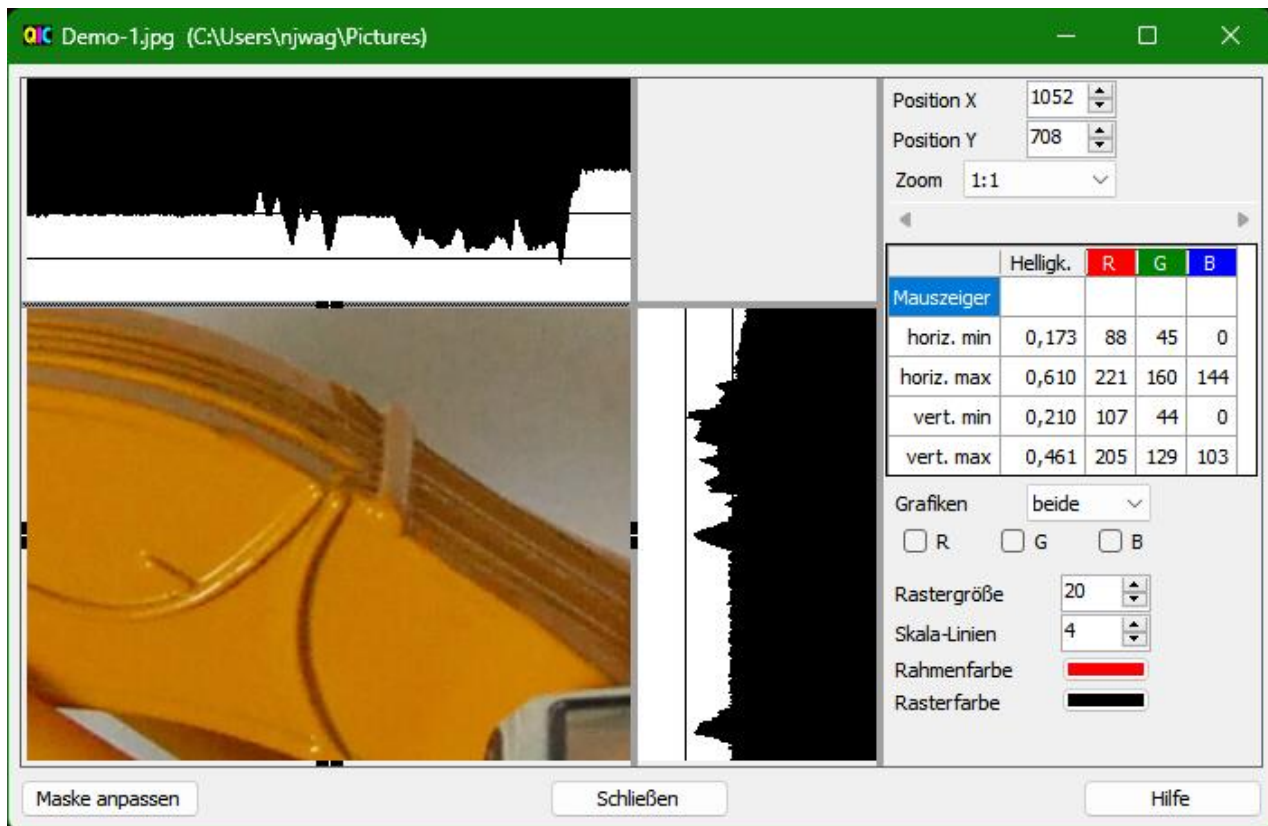 QIC Demo-1.jpg (C:\Users\njwag\Pictures)
Position X 1052
Position Y 708
Zoom 1:1
Helligk. R G B
Mauszeiger
horiz. min 0,173 88 45 0
horiz. max 0,610 221 160 144
vert. min 0,210 107 44 0
vert. max 0,461 205 129 103
Grafiken beide
R G B
Rastergröße 20
Skala-Linien 4
Rahmenfarbe
Rasterfarbe
Maske anpassen Schließen Hilfe